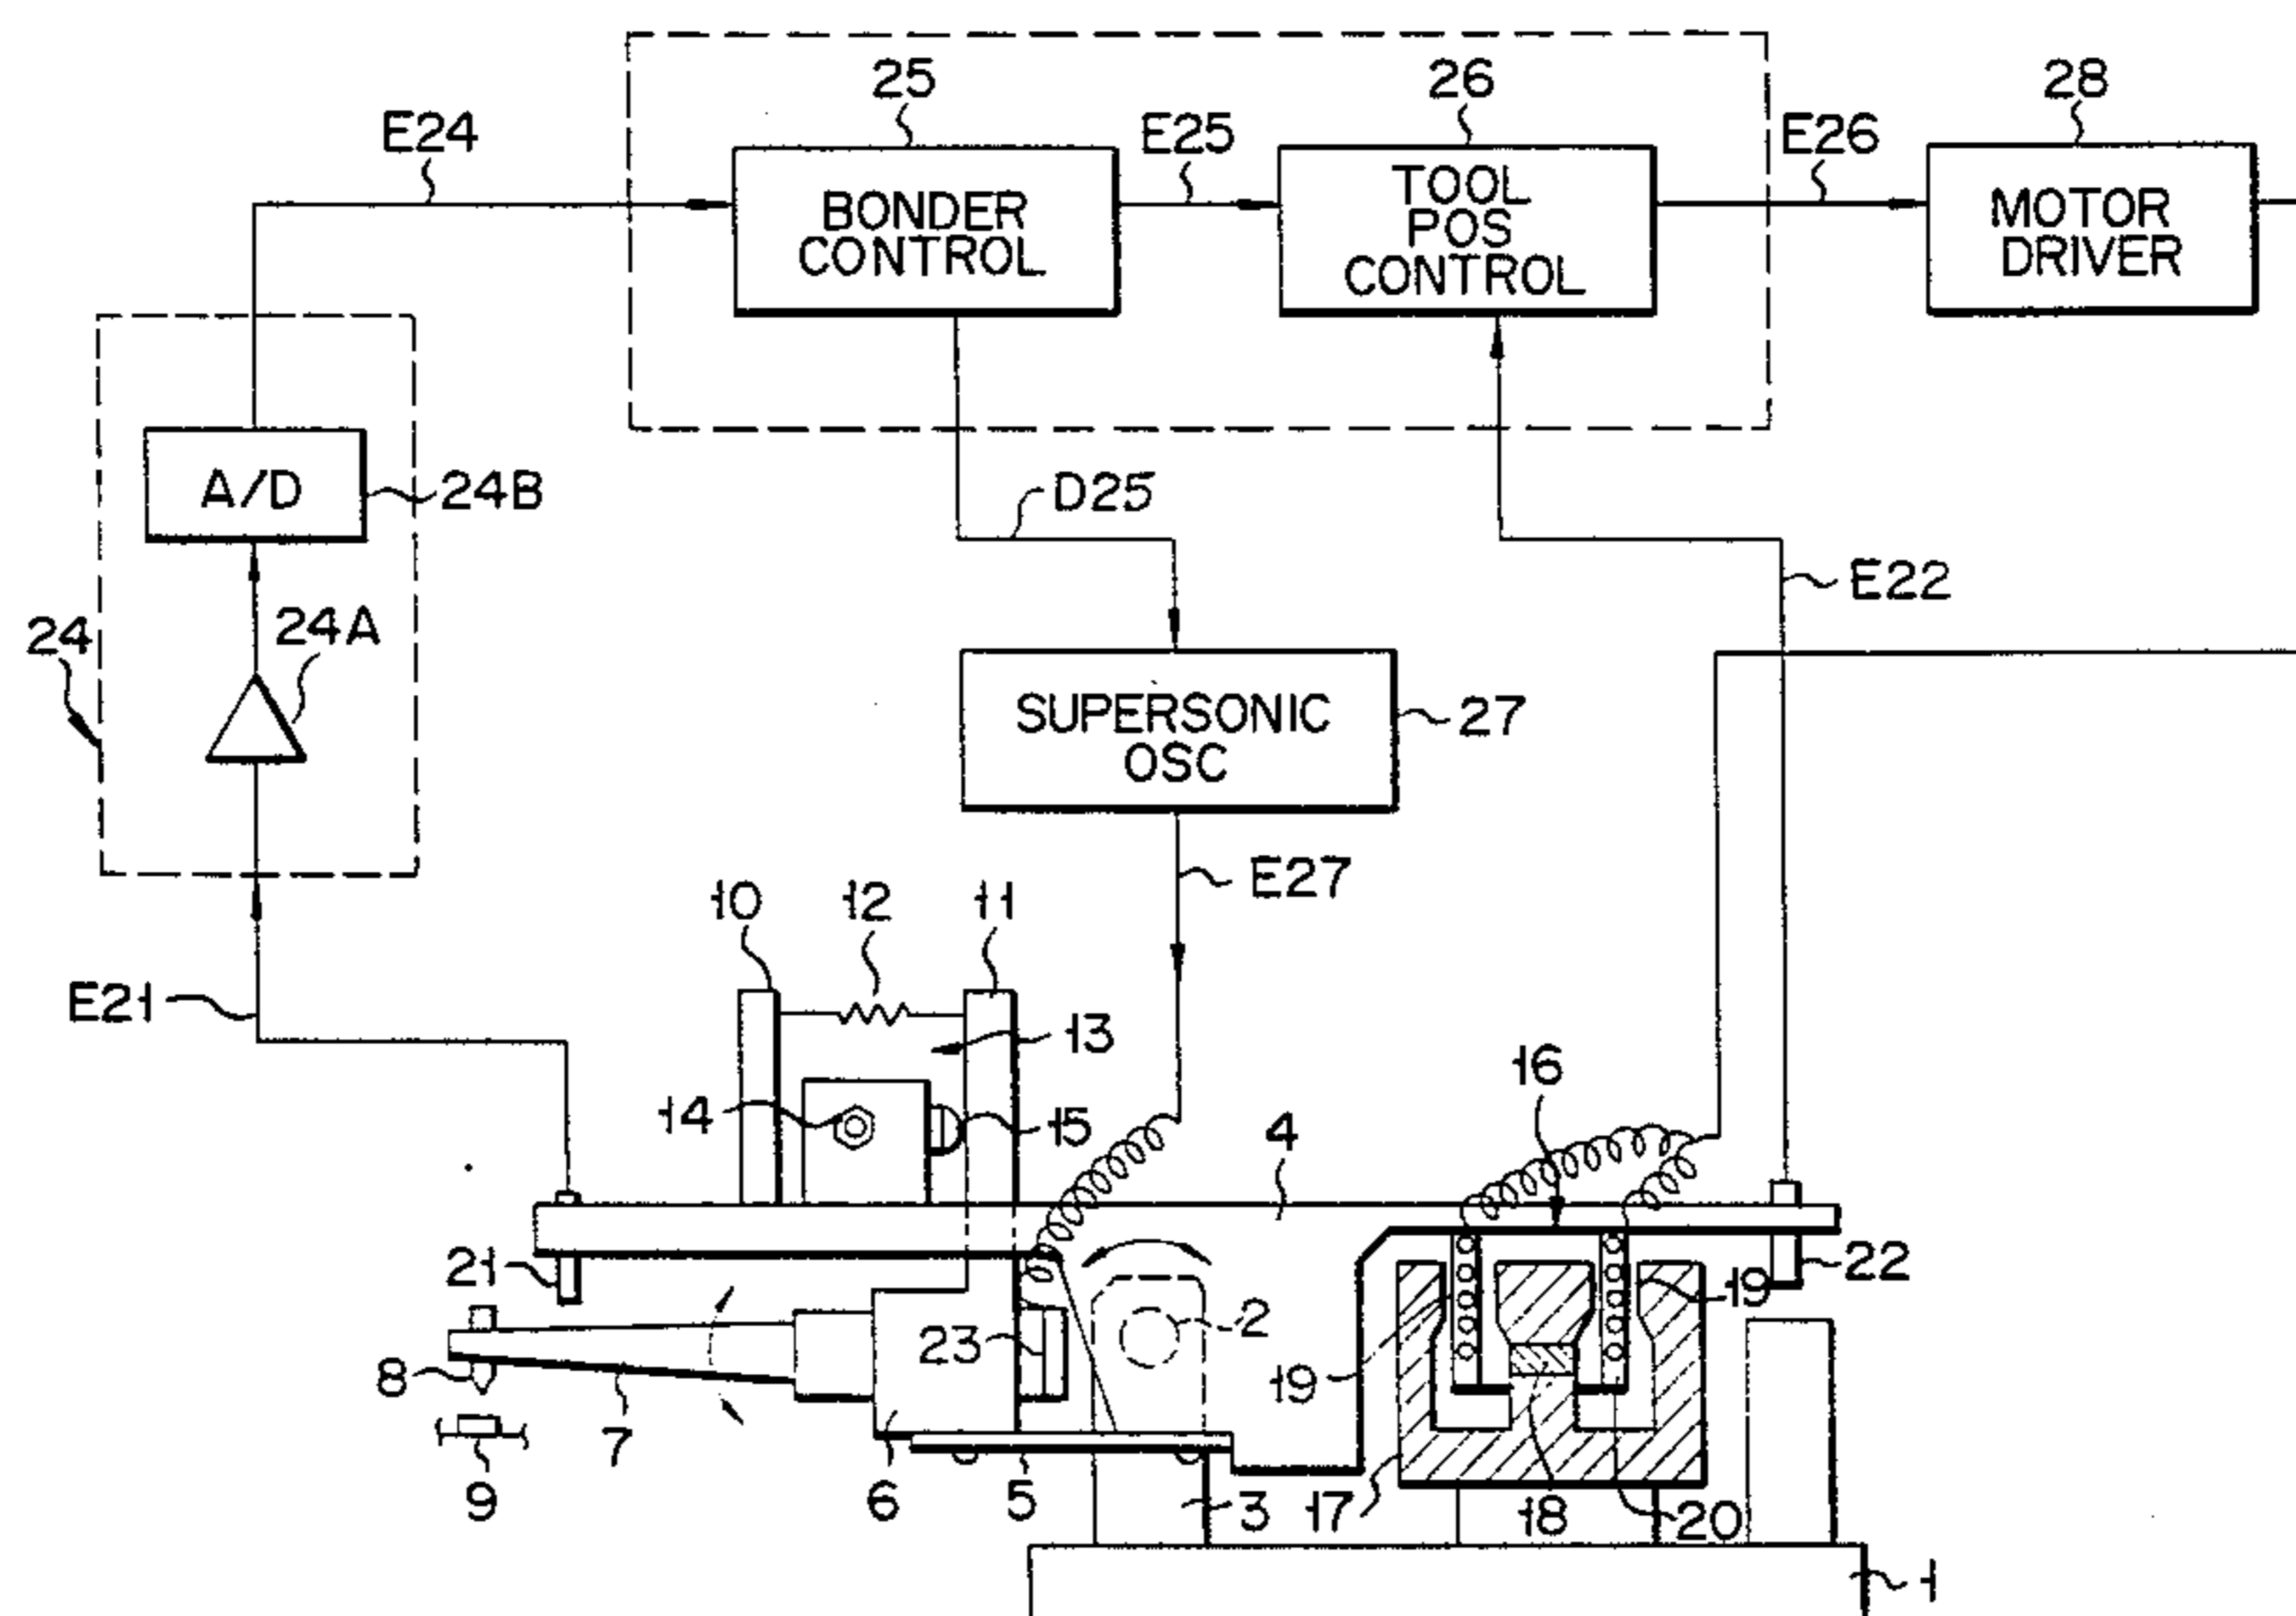 25
26
28
E24
E25
E26
BONDER
CONTROL
TOOL
POS
CONTROL
MOTOR
DRIVER
A/D
24B
D25
E22
24
24A
SUPERSONIC
OSC
27
E27
10
12
11
E21
13
16
14
15
4
21
22
19
2
23
8
19
7
9
6
5
3
17
18
20
1